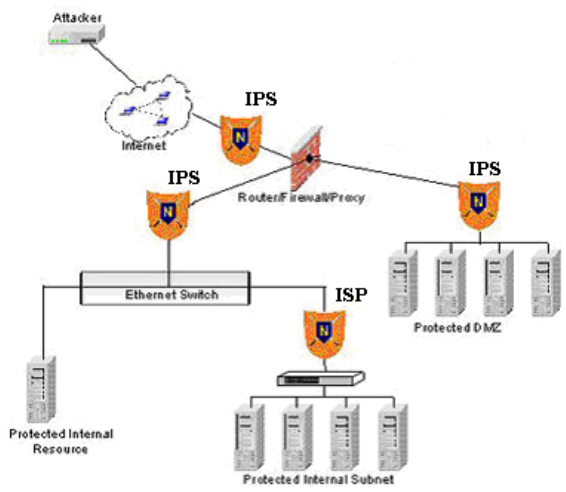 Attacker
IPS
Internet
IPS
IPS
Router/Firewall/Proxy
Ethernet Switch
ISP
Protected DMZ
Protected Internal
Resource
Protected Internal Subnet
N
N
N
N